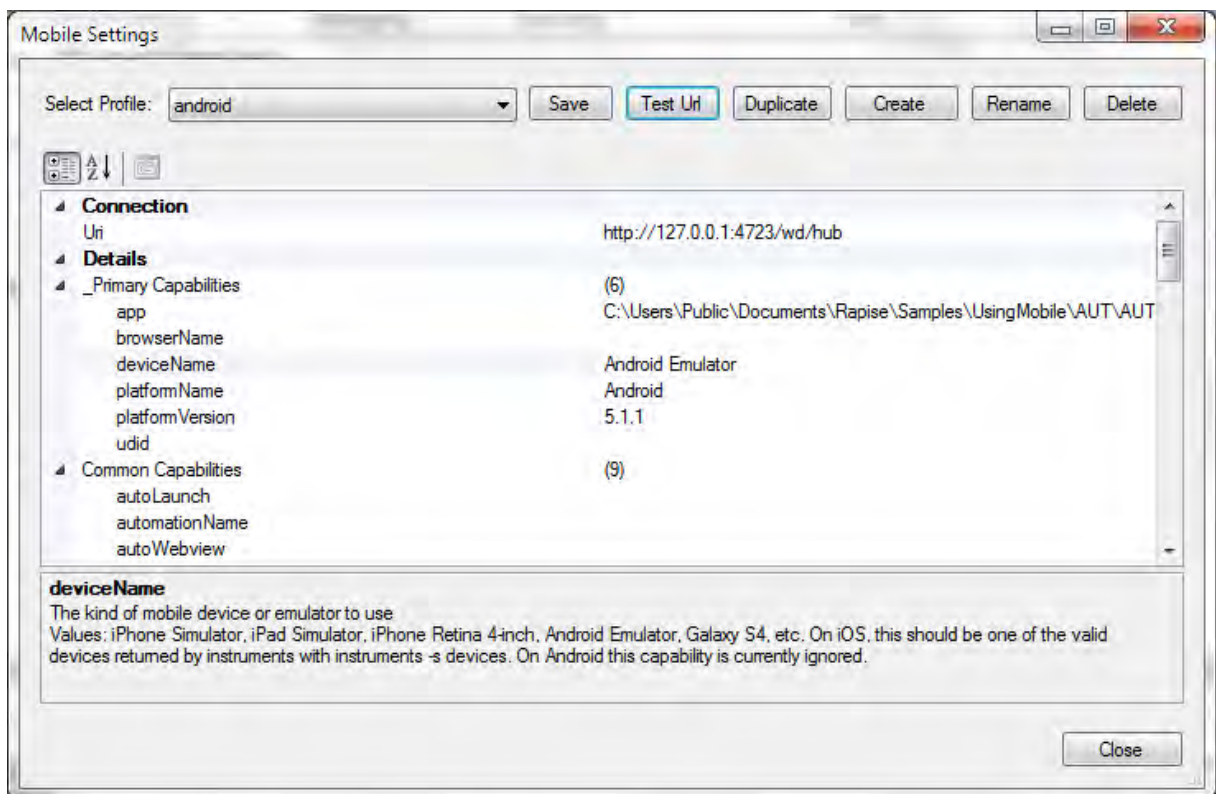 Mobile Settings
Select Profile: android Save Test Url Duplicate Create Rename Delete
Connection
Uri http://127.0.0.1:4723/wd/hub
Details
_Primary Capabilities (6)
app C:\Users\Public\Documents\Rapise\Samples\UsingMobile\AUT\AUT
browserName
deviceName Android Emulator
platformName Android
platformVersion 5.1.1
udid
Common Capabilities (9)
autoLaunch
automationName
autoWebview
deviceName
The kind of mobile device or emulator to use
Values: iPhone Simulator, iPad Simulator, iPhone Retina 4-inch, Android Emulator, Galaxy S4, etc. On iOS, this should be one of the valid
devices returned by instruments with instruments -s devices. On Android this capability is currently ignored.
Close